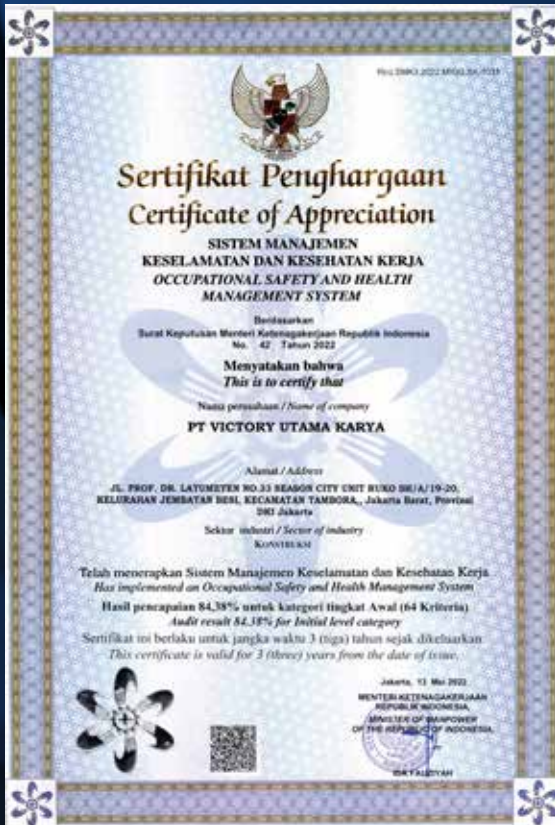 Sertifikat Penghargaan
Certificate of Appreciation
SISTEM MANAJEMEN
KESELAMATAN DAN KESEHATAN KERJA
OCCUPATIONAL SAFETY AND HEALTH
MANAGEMENT SYSTEM
Berdasarkan
Surat Keputusan Menteri Ketenagakerjaan Republik Indonesia
No. 42 Tahun 2022
Menyatakan bahwa
This is to certify that
Nama perusahaan / Name of company
PT VICTORY UTAMA KARYA
Alamat / Address
JL. PROF. DR. LATUMETEN NO.33 SEASON CITY UNIT RUKO
KELURAHAN JEMBATAN BESI, KECAMATAN TAMBORA,, Jakarta Barat, Provinsi
DKI Jakarta
Sektor industri / Sector of industry
KONSTRUKSI
Telah menerapkan Sistem Manajemen Keselamatan dan Kesehatan Kerja
Has implemented an Occupational Safety and Health Management System
Hasil pencapaian 84,38% untuk kategori tingkat Awal (64 Kriteria)
Audit result 84.38% for Initial level category
Sertifikat ini berlaku untuk jangka waktu 3 (tiga) tahun sejak dikeluarkan
This certificate is valid for 3 (three) years from the date of issue.
Jakarta, 13 Mei 2022
MENTERI KETENAGAKERJAAN
REPUBLIK INDONESIA,
MINISTER OF MANPOWER
OF THE REPUBLIC OF INDONESIA,
IDA FAUZIYAH